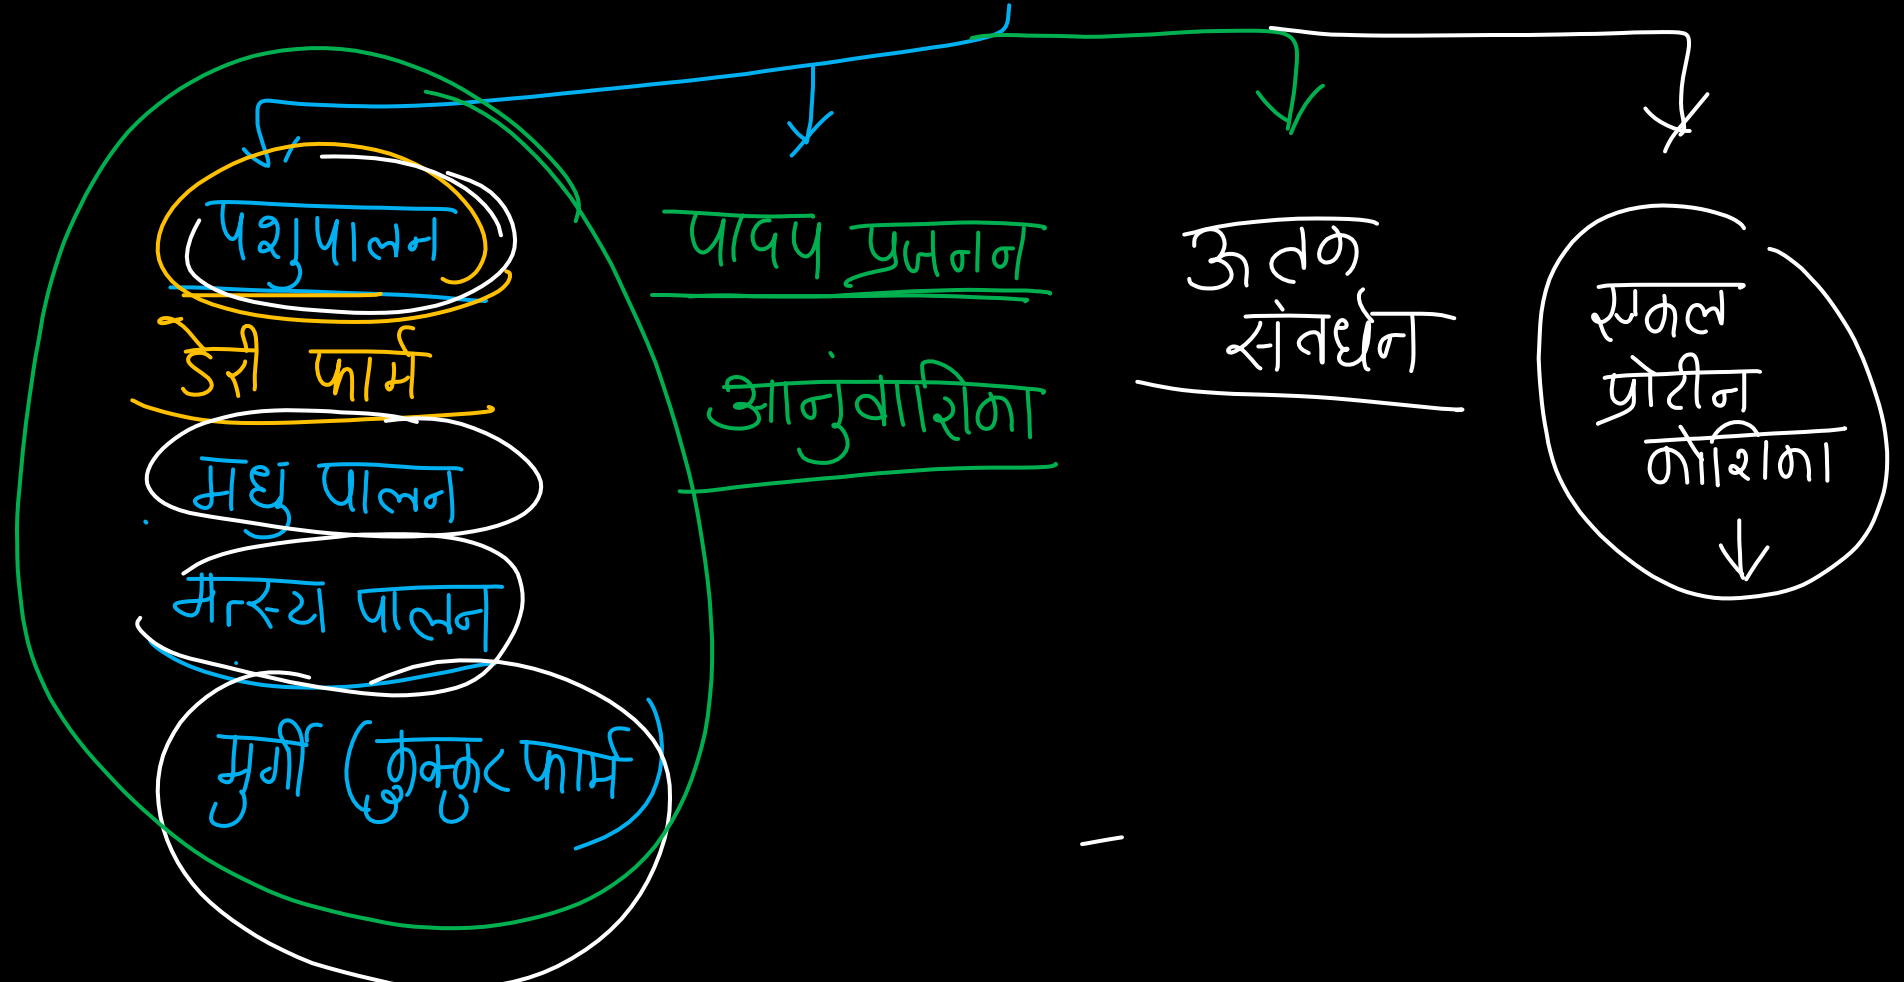 पशुपालन
डेरी फार्म
मधु पालन
मत्स्य पालन
मुर्गी (कुक्कुट फार्म)
पादप प्रजनन
आनुवाशिका
ऊतक
संवर्धन
एकल
प्रोटीन
कोशिका